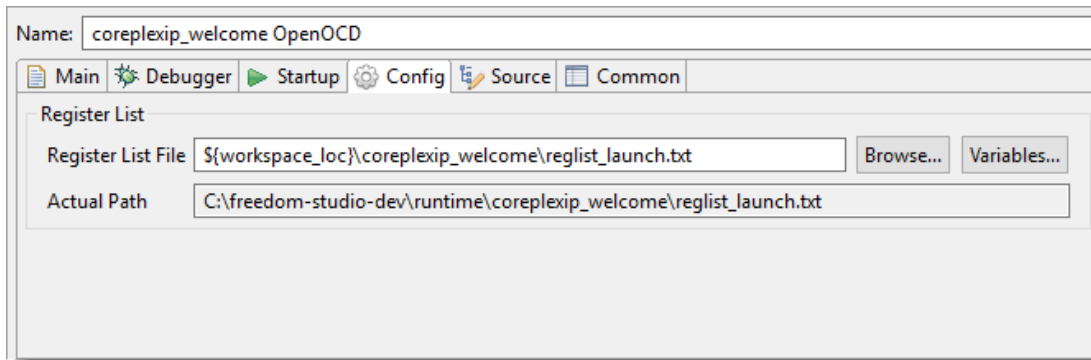 Name: coreplexip_welcome OpenOCD
Main Debugger Startup Config Source Common
Register List
Register List File ${workspace_loc}\coreplexip_welcome\reglist_launch.txt Browse... Variables...
Actual Path C:\freedom-studio-dev\runtime\coreplexip_welcome\reglist_launch.txt